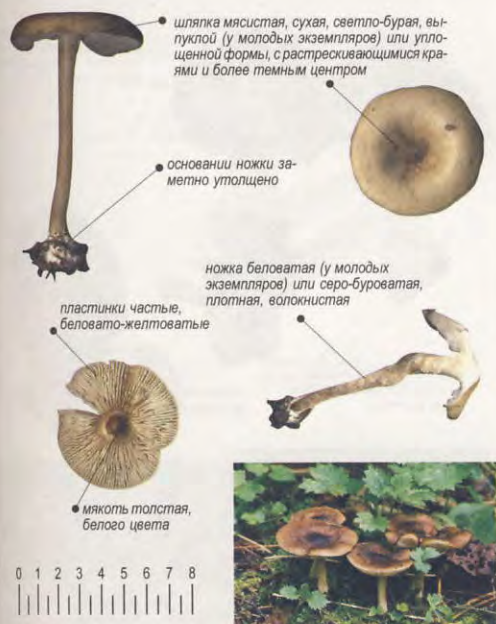 шляпка мясистая, сухая, светло-бурая, вы-
пуклой (у молодых экземпляров) или упло-
щенной формы, с растрескивающимися кра-
ями и более темным центром
основании ножки за-
метно утолщено
ножка беловатая (у молодых
экземпляров) или серо-буроватая,
плотная, волокнистая
пластинки частые,
беловато-желтоватые
мякоть толстая,
белого цвета
0 1 2 3 4 5 6 7 8